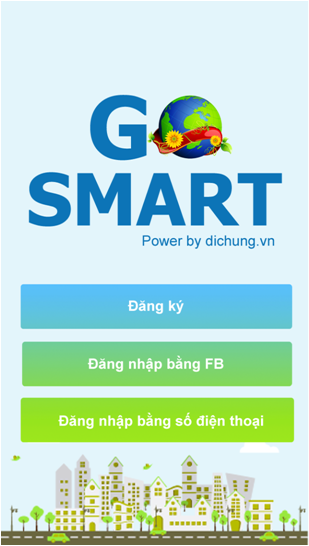 GO
SMART
Power by dichung.vn
Đăng ký
Đăng nhập bằng FB
Đăng nhập bằng số điện thoại